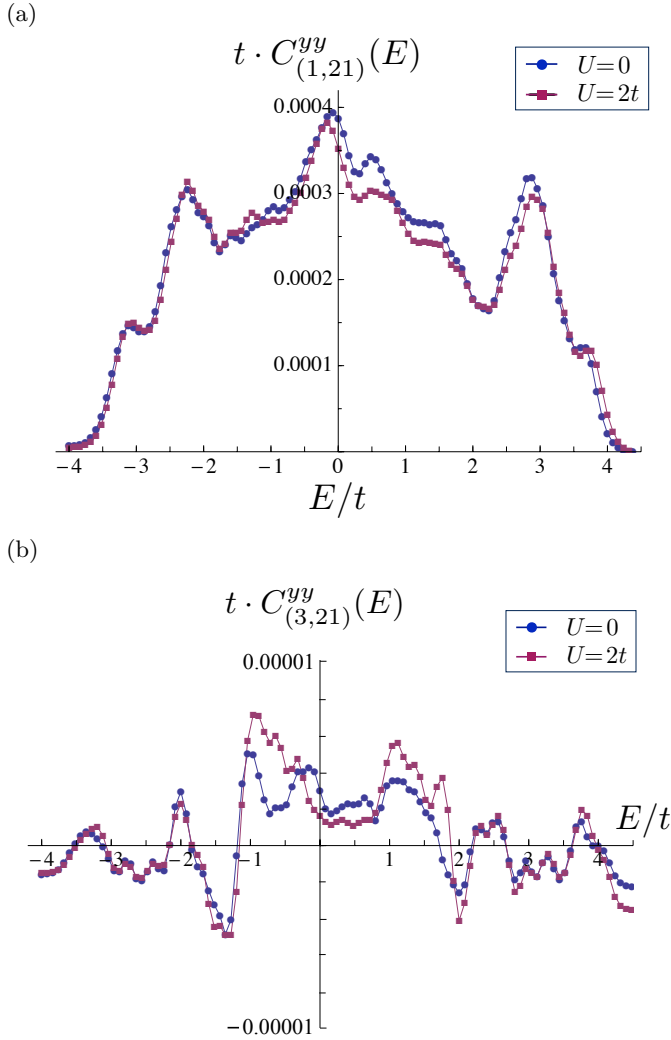 (a)
t · C^{yy}_{(1,21)}(E)
U=0
U=2t
0.0004
0.0003
0.0002
0.0001
−4 −3 −2 −1 0 1 2 3 4
E/t
(b)
t · C^{yy}_{(3,21)}(E)
U=0
U=2t
0.00001
E/t
−4 −3 −2 −1 1 2 3 4
−0.00001